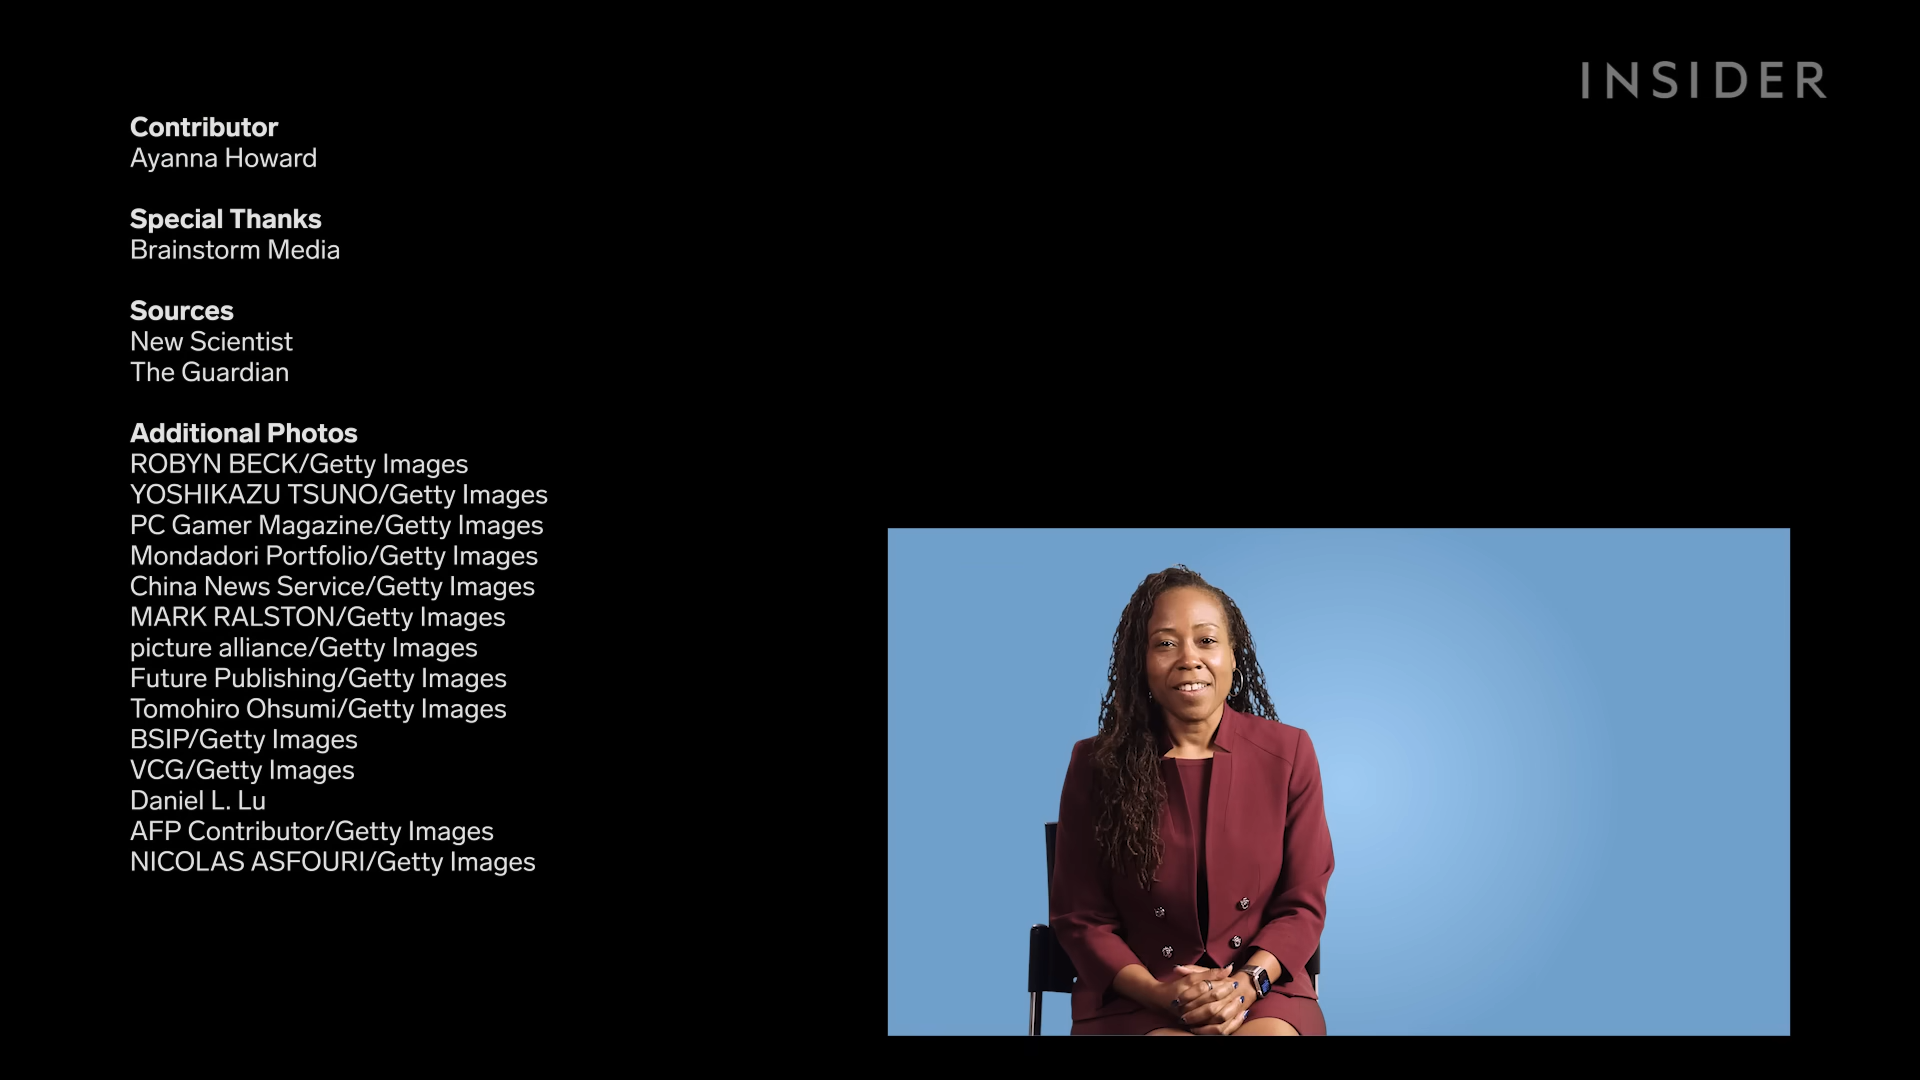 INSIDER
Contributor
Ayanna Howard
Special Thanks
Brainstorm Media
Sources
New Scientist
The Guardian
Additional Photos
ROBYN BECK/Getty Images
YOSHIKAZU TSUNO/Getty Images
PC Gamer Magazine/Getty Images
Mondadori Portfolio/Getty Images
China News Service/Getty Images
MARK RALSTON/Getty Images
picture alliance/Getty Images
Future Publishing/Getty Images
Tomohiro Ohsumi/Getty Images
BSIP/Getty Images
VCG/Getty Images
Daniel L. Lu
AFP Contributor/Getty Images
NICOLAS ASFOURI/Getty Images